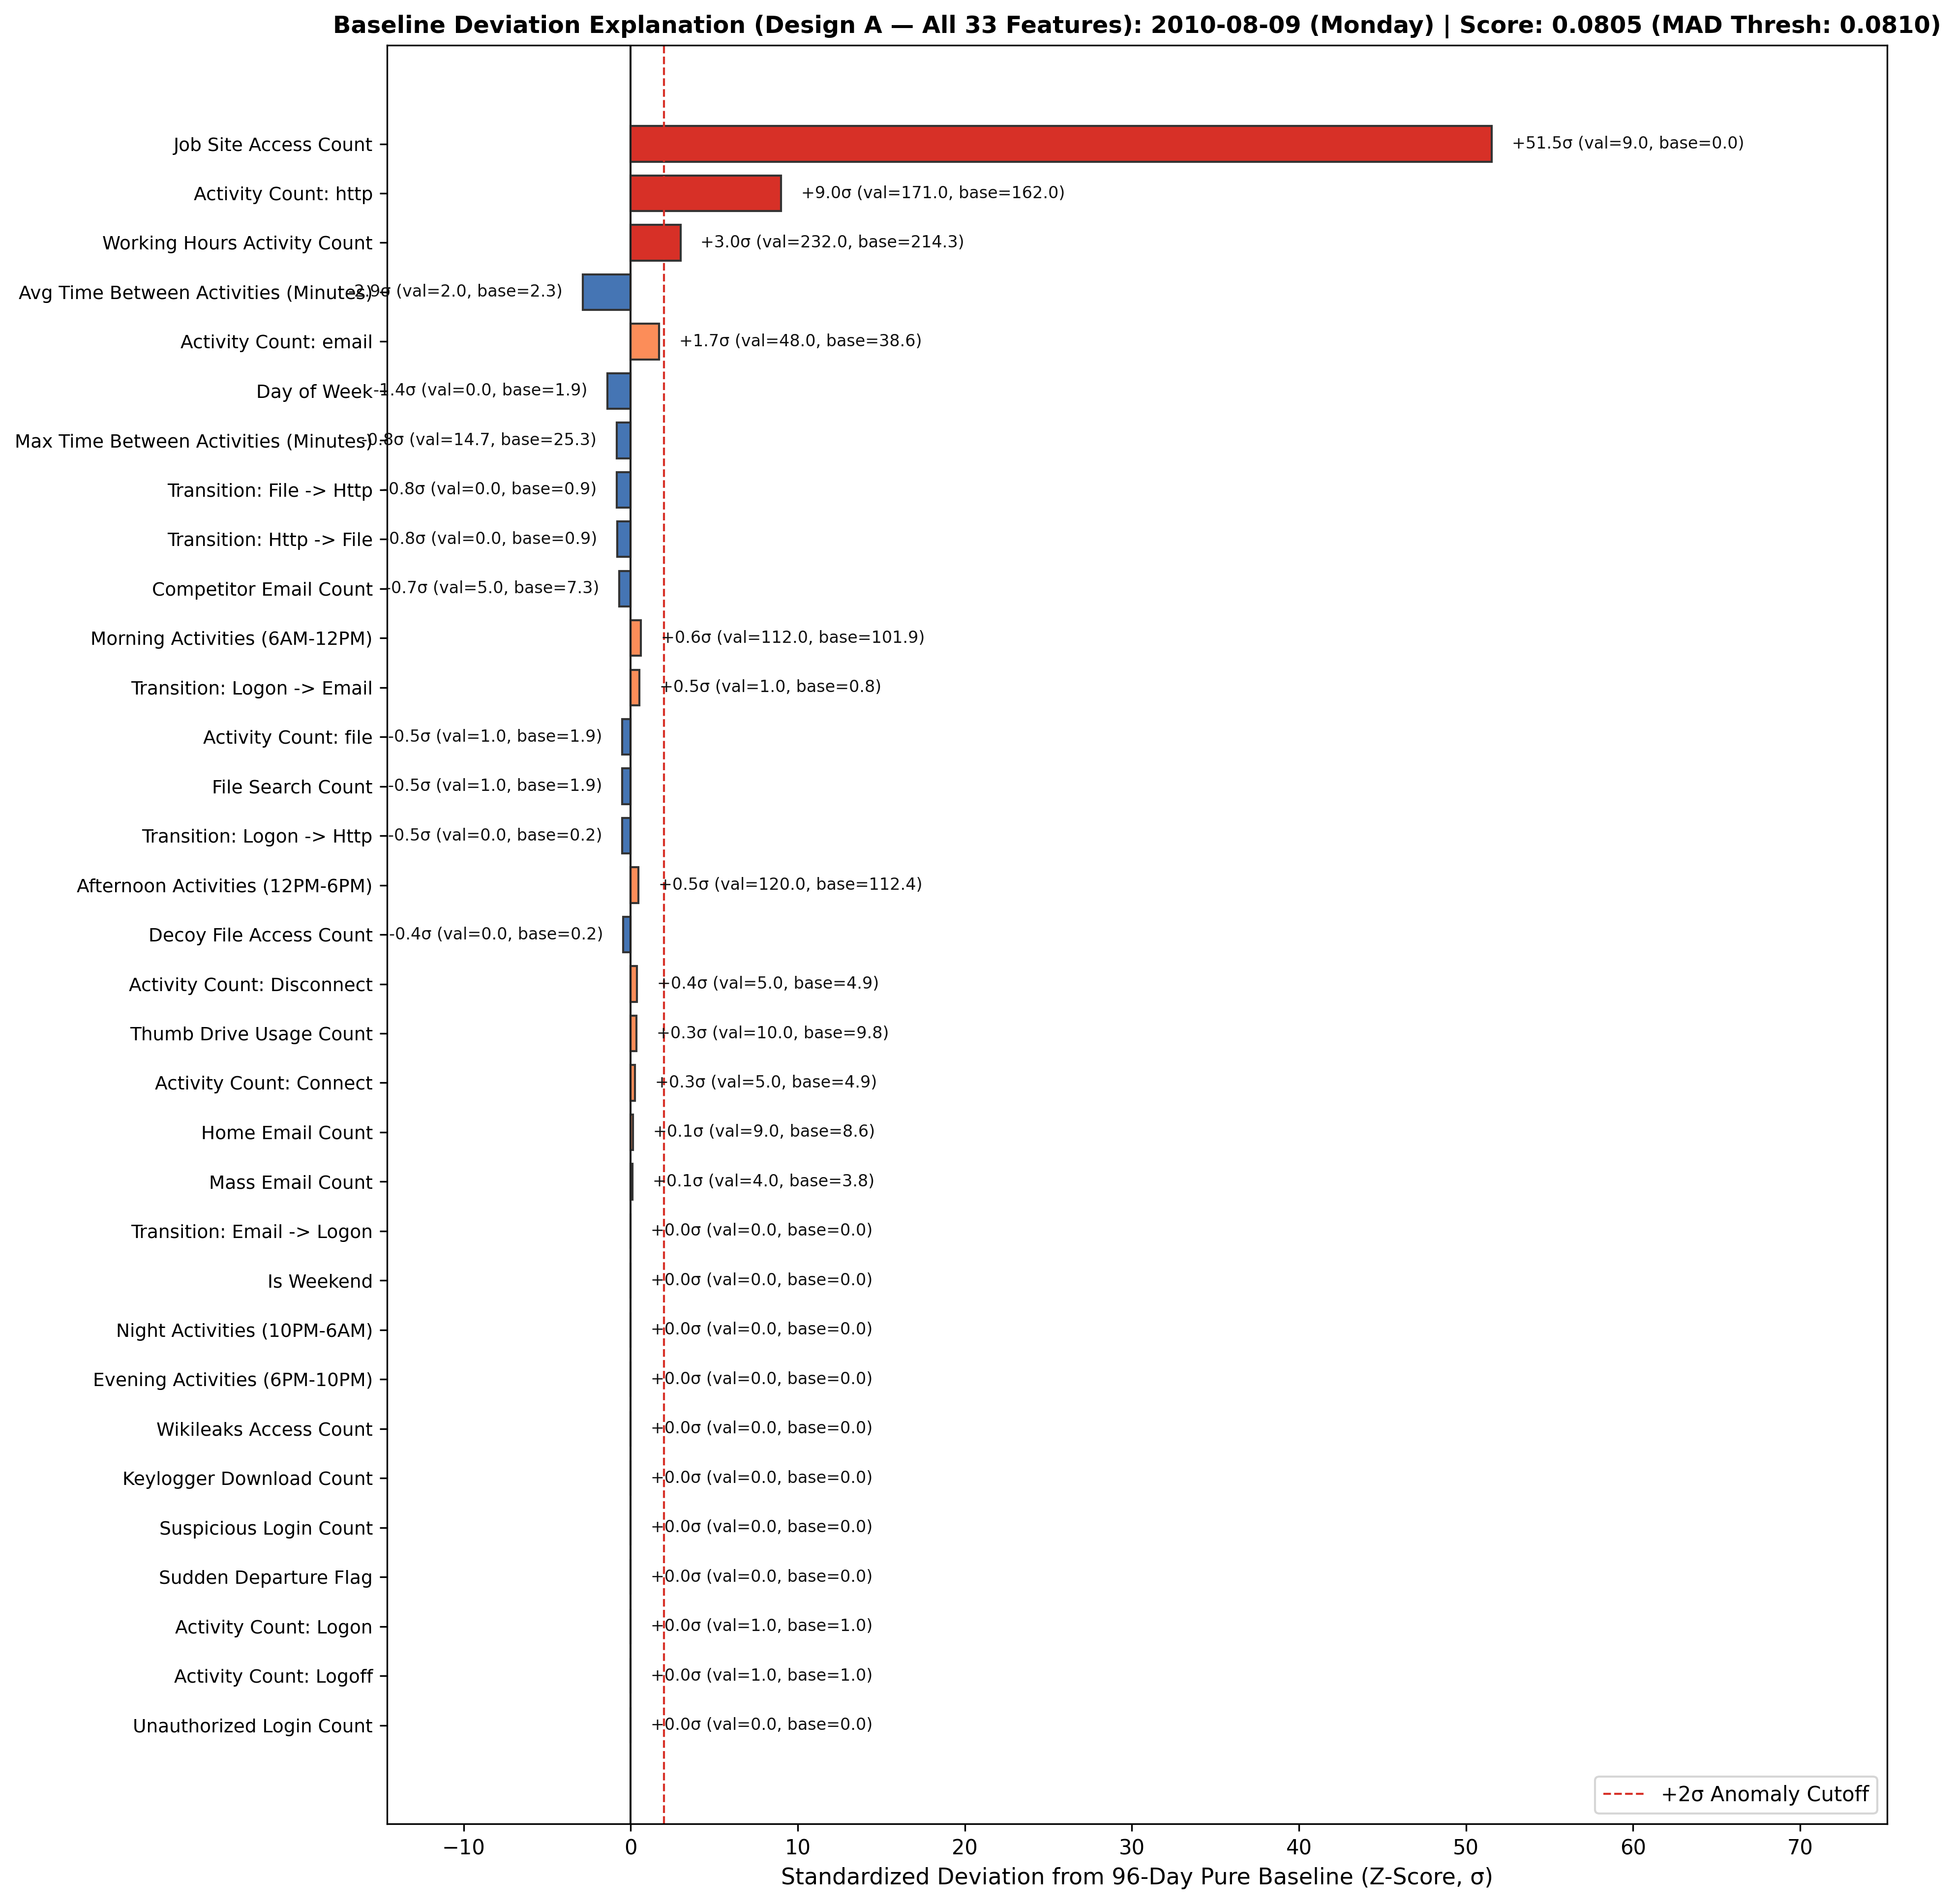 Baseline Deviation Explanation (Design A — All 33 Features): 2010-08-09 (Monday) | Score: 0.0805 (MAD Thresh: 0.0810)
Job Site Access Count +51.5σ (val=9.0, base=0.0)
Activity Count: http +9.0σ (val=171.0, base=162.0)
Working Hours Activity Count +3.0σ (val=232.0, base=214.3)
Avg Time Between Activities (Minutes) -2.9σ (val=2.0, base=2.3)
Activity Count: email +1.7σ (val=48.0, base=38.6)
Day of Week -1.4σ (val=0.0, base=1.9)
Max Time Between Activities (Minutes) -0.8σ (val=14.7, base=25.3)
Transition: File -> Http -0.8σ (val=0.0, base=0.9)
Transition: Http -> File -0.8σ (val=0.0, base=0.9)
Competitor Email Count -0.7σ (val=5.0, base=7.3)
Morning Activities (6AM-12PM) +0.6σ (val=112.0, base=101.9)
Transition: Logon -> Email +0.5σ (val=1.0, base=0.8)
Activity Count: file -0.5σ (val=1.0, base=1.9)
File Search Count -0.5σ (val=1.0, base=1.9)
Transition: Logon -> Http -0.5σ (val=0.0, base=0.2)
Afternoon Activities (12PM-6PM) +0.5σ (val=120.0, base=112.4)
Decoy File Access Count -0.4σ (val=0.0, base=0.2)
Activity Count: Disconnect +0.4σ (val=5.0, base=4.9)
Thumb Drive Usage Count +0.3σ (val=10.0, base=9.8)
Activity Count: Connect +0.3σ (val=5.0, base=4.9)
Home Email Count +0.1σ (val=9.0, base=8.6)
Mass Email Count +0.1σ (val=4.0, base=3.8)
Transition: Email -> Logon +0.0σ (val=0.0, base=0.0)
Is Weekend +0.0σ (val=0.0, base=0.0)
Night Activities (10PM-6AM) +0.0σ (val=0.0, base=0.0)
Evening Activities (6PM-10PM) +0.0σ (val=0.0, base=0.0)
Wikileaks Access Count +0.0σ (val=0.0, base=0.0)
Keylogger Download Count +0.0σ (val=0.0, base=0.0)
Suspicious Login Count +0.0σ (val=0.0, base=0.0)
Sudden Departure Flag +0.0σ (val=0.0, base=0.0)
Activity Count: Logon +0.0σ (val=1.0, base=1.0)
Activity Count: Logoff +0.0σ (val=1.0, base=1.0)
Unauthorized Login Count +0.0σ (val=0.0, base=0.0)
+2σ Anomaly Cutoff
−10 0 10 20 30 40 50 60 70
Standardized Deviation from 96-Day Pure Baseline (Z-Score, σ)